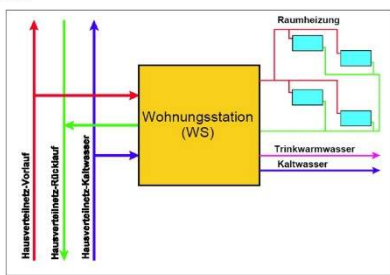 Raumheizung
Wohnungsstation
(WS)
Trinkwarmwasser
Kaltwasser
Hausverteilnetz-Vorlauf
Hausverteilnetz-Rücklauf
Hausverteilnetz-Kaltwasser